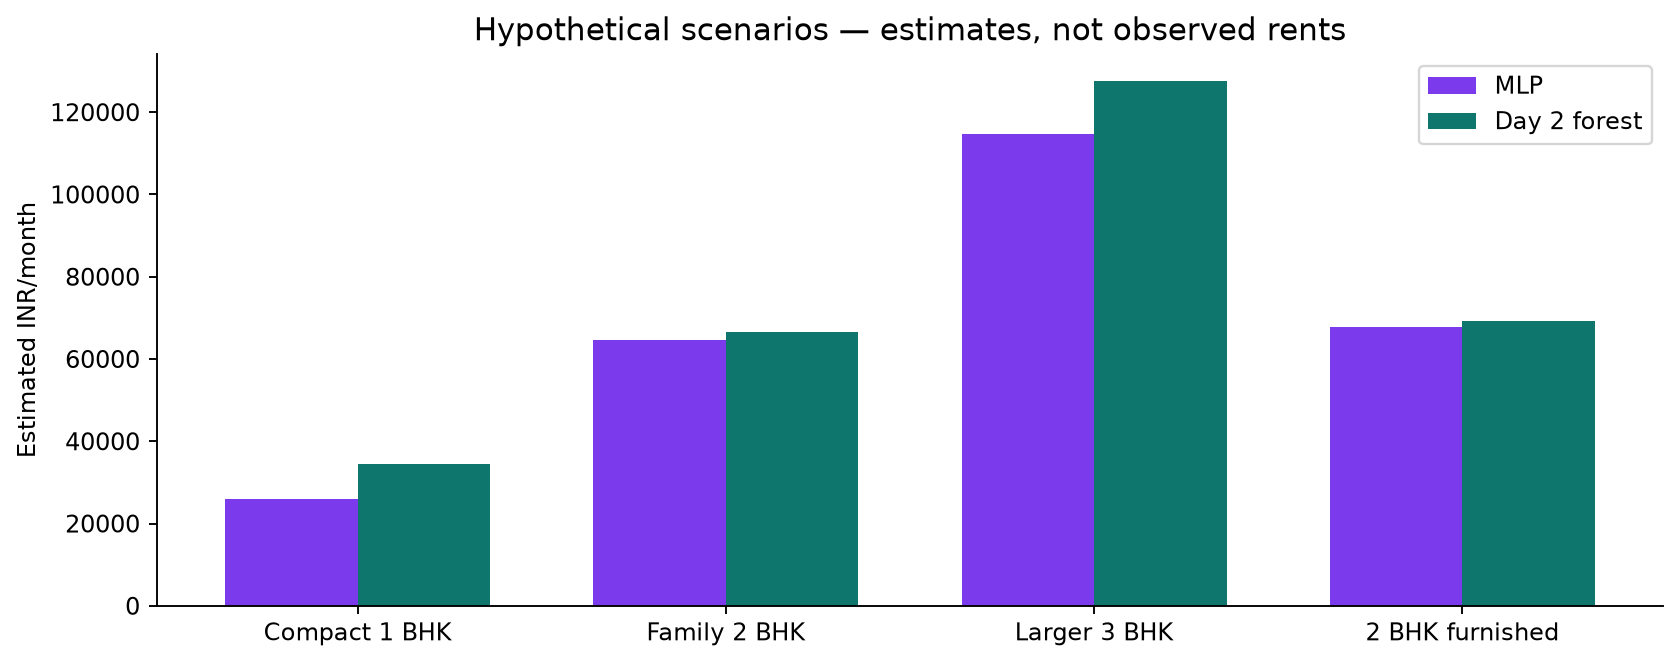 Hypothetical scenarios — estimates, not observed rents
MLP
Day 2 forest
Estimated INR/month
120000
100000
80000
60000
40000
20000
0
Compact 1 BHK
Family 2 BHK
Larger 3 BHK
2 BHK furnished